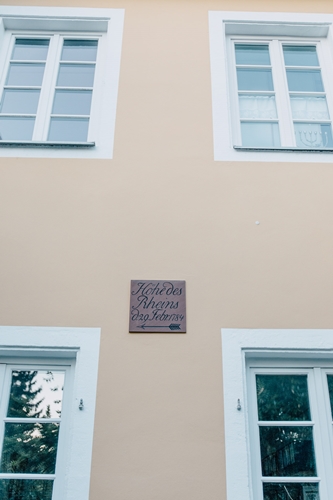 Höhe des
Rheins
d 29 Febr 1784